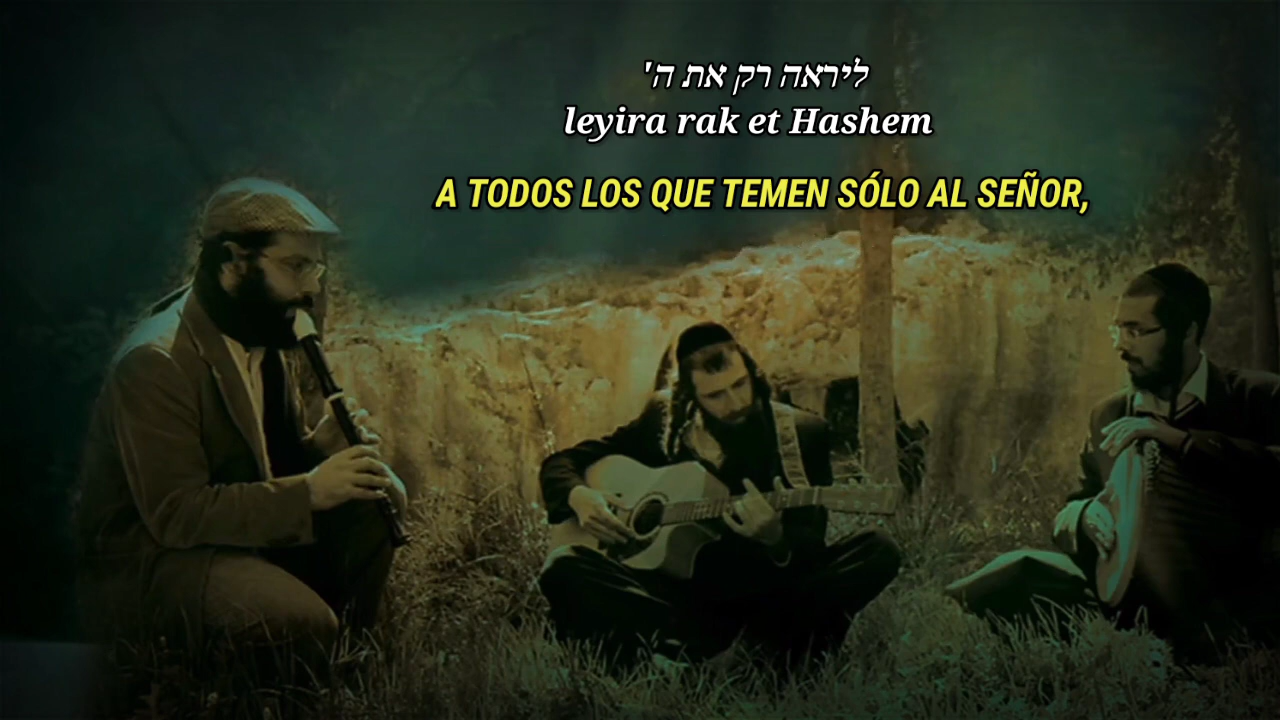 ליראה רק את ה'
leyira rak et Hashem
A TODOS LOS QUE TEMEN SÓLO AL SEÑOR,